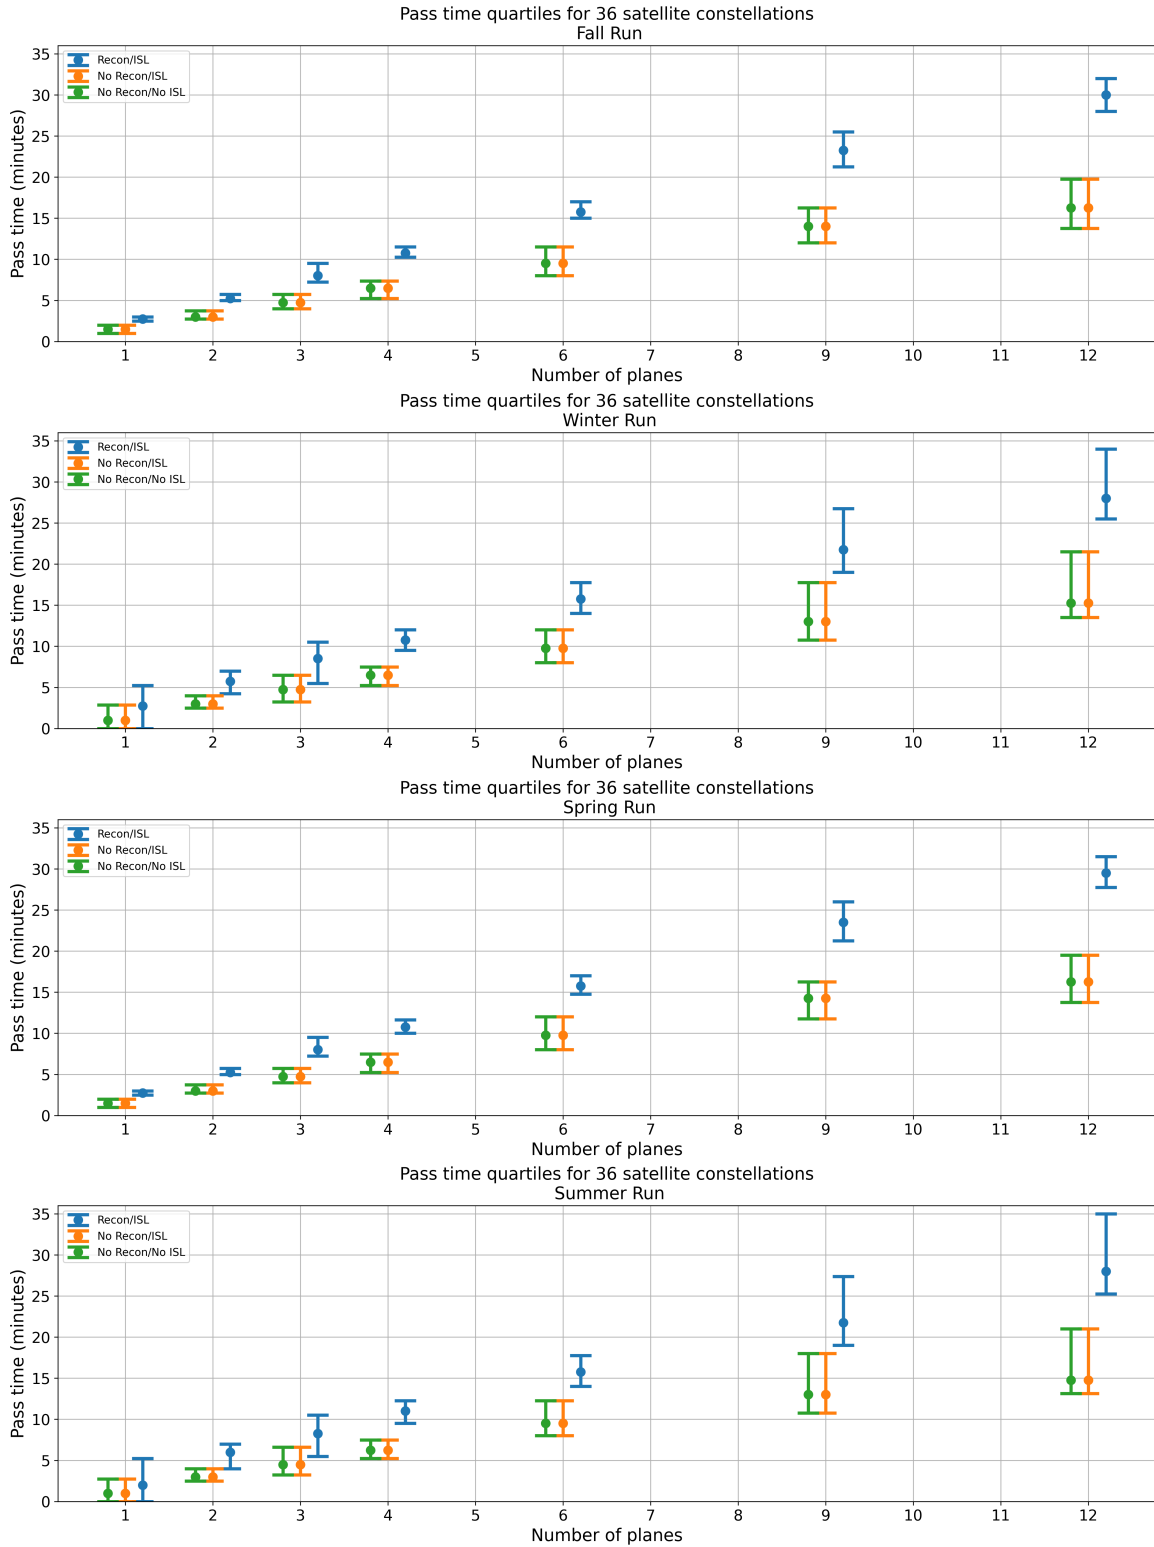 Pass time quartiles for 36 satellite constellations
Fall Run
Recon/ISL
No Recon/ISL
No Recon/No ISL
Pass time (minutes)
35
30
25
20
15
10
5
0
1 2 3 4 5 6 7 8 9 10 11 12
Number of planes
Pass time quartiles for 36 satellite constellations
Winter Run
Recon/ISL
No Recon/ISL
No Recon/No ISL
Pass time (minutes)
35
30
25
20
15
10
5
0
1 2 3 4 5 6 7 8 9 10 11 12
Number of planes
Pass time quartiles for 36 satellite constellations
Spring Run
Recon/ISL
No Recon/ISL
No Recon/No ISL
Pass time (minutes)
35
30
25
20
15
10
5
0
1 2 3 4 5 6 7 8 9 10 11 12
Number of planes
Pass time quartiles for 36 satellite constellations
Summer Run
Recon/ISL
No Recon/ISL
No Recon/No ISL
Pass time (minutes)
35
30
25
20
15
10
5
0
1 2 3 4 5 6 7 8 9 10 11 12
Number of planes